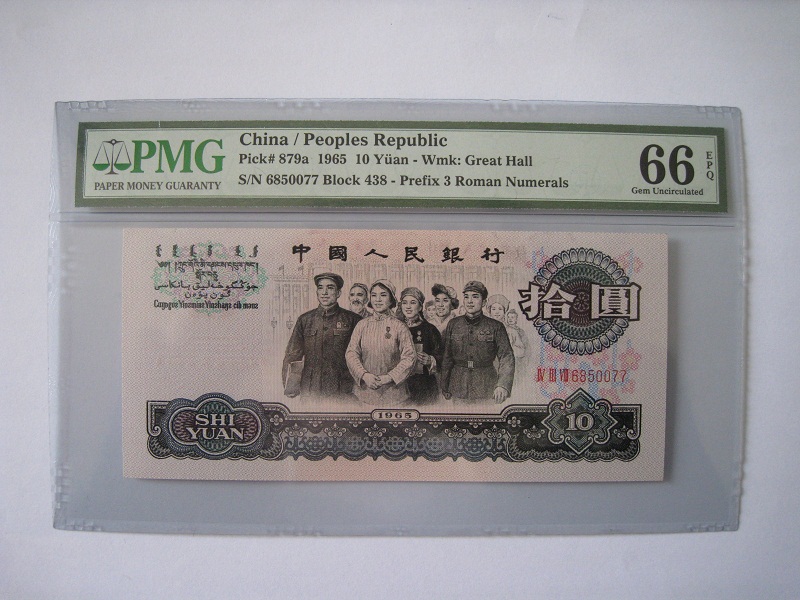 PMG
PAPER MONEY GUARANTY
China / Peoples Republic
Pick# 879a 1965 10 Yüan - Wmk: Great Hall
S/N 6850077 Block 438 - Prefix 3 Roman Numerals
66 EPQ
Gem Uncirculated
中國人民銀行
拾圓
Ⅳ Ⅲ Ⅷ 6850077
1965
SHI
YUAN
10